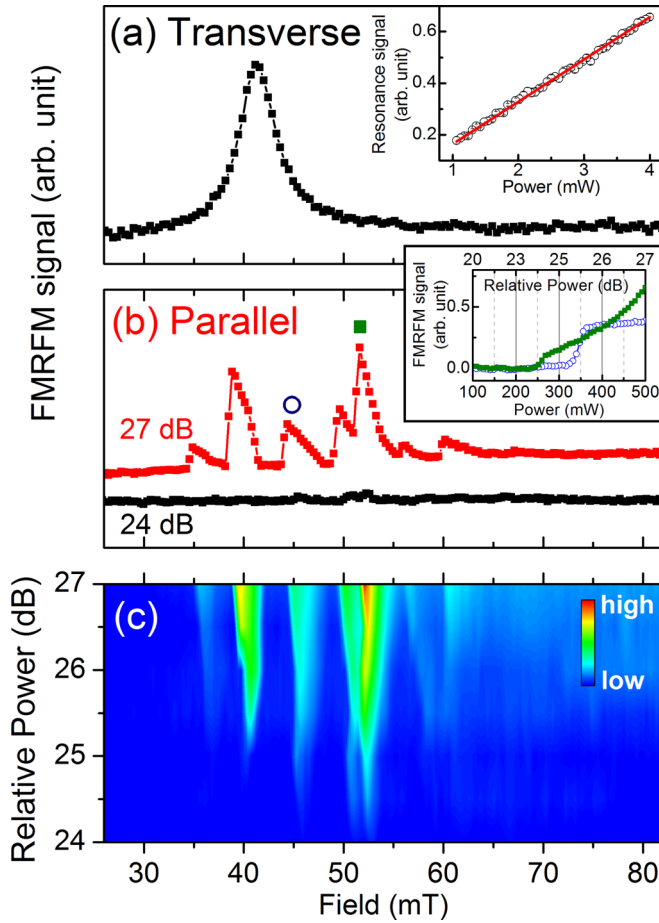 (a) Transverse
FMRFM signal (arb. unit)
Resonance signal
(arb. unit)
0.6
0.4
0.2
1 2 3 4
Power (mW)
(b) Parallel
27 dB
24 dB
20 23 25 26 27
Relative Power (dB)
FMRFM signal
(arb. unit)
0.5
0.0
100 200 300 400 500
Power (mW)
(c)
high
low
Relative Power (dB)
27
26
25
24
30 40 50 60 70 80
Field (mT)